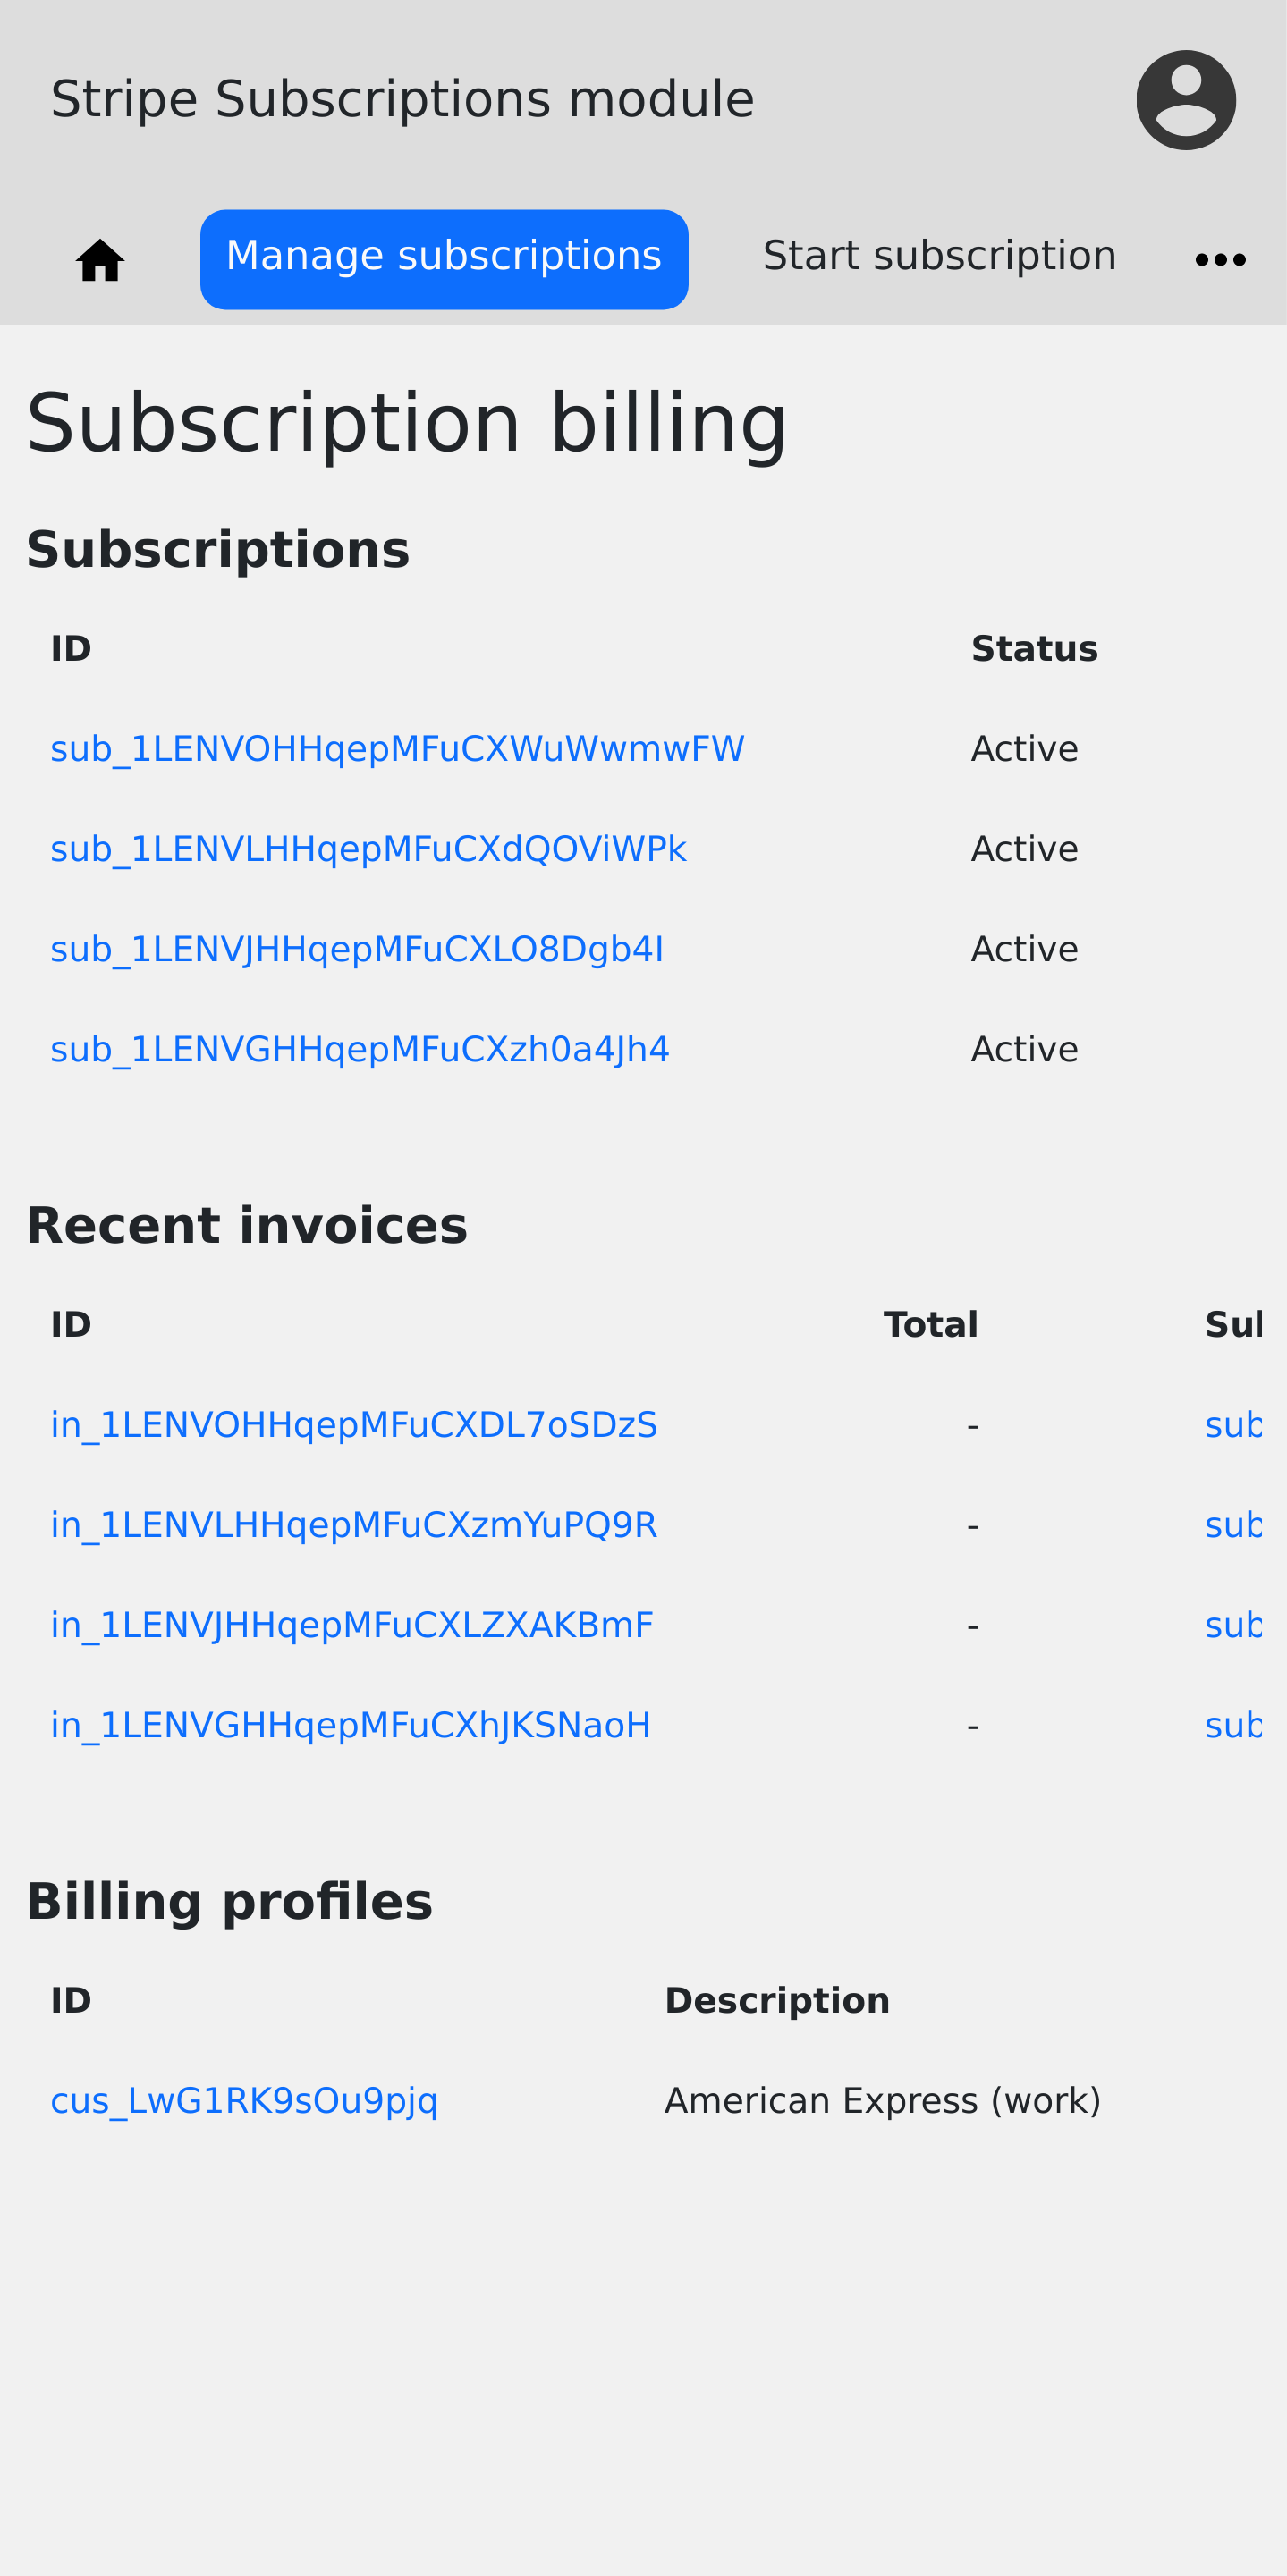 Stripe Subscriptions module
Manage subscriptions Start subscription
Subscription billing
Subscriptions
ID Status
sub_1LENVOHHqepMFuCXWuWwmwFW Active
sub_1LENVLHHqepMFuCXdQOViWPk Active
sub_1LENVJHHqepMFuCXLO8Dgb4I Active
sub_1LENVGHHqepMFuCXzh0a4Jh4 Active
Recent invoices
ID Total
in_1LENVOHHqepMFuCXDL7oSDzS - sub
in_1LENVLHHqepMFuCXzmYuPQ9R - sub
in_1LENVJHHqepMFuCXLZXAKBmF - sub
in_1LENVGHHqepMFuCXhJKSNaoH - sub
Billing profiles
ID Description
cus_LwG1RK9sOu9pjq American Express (work)